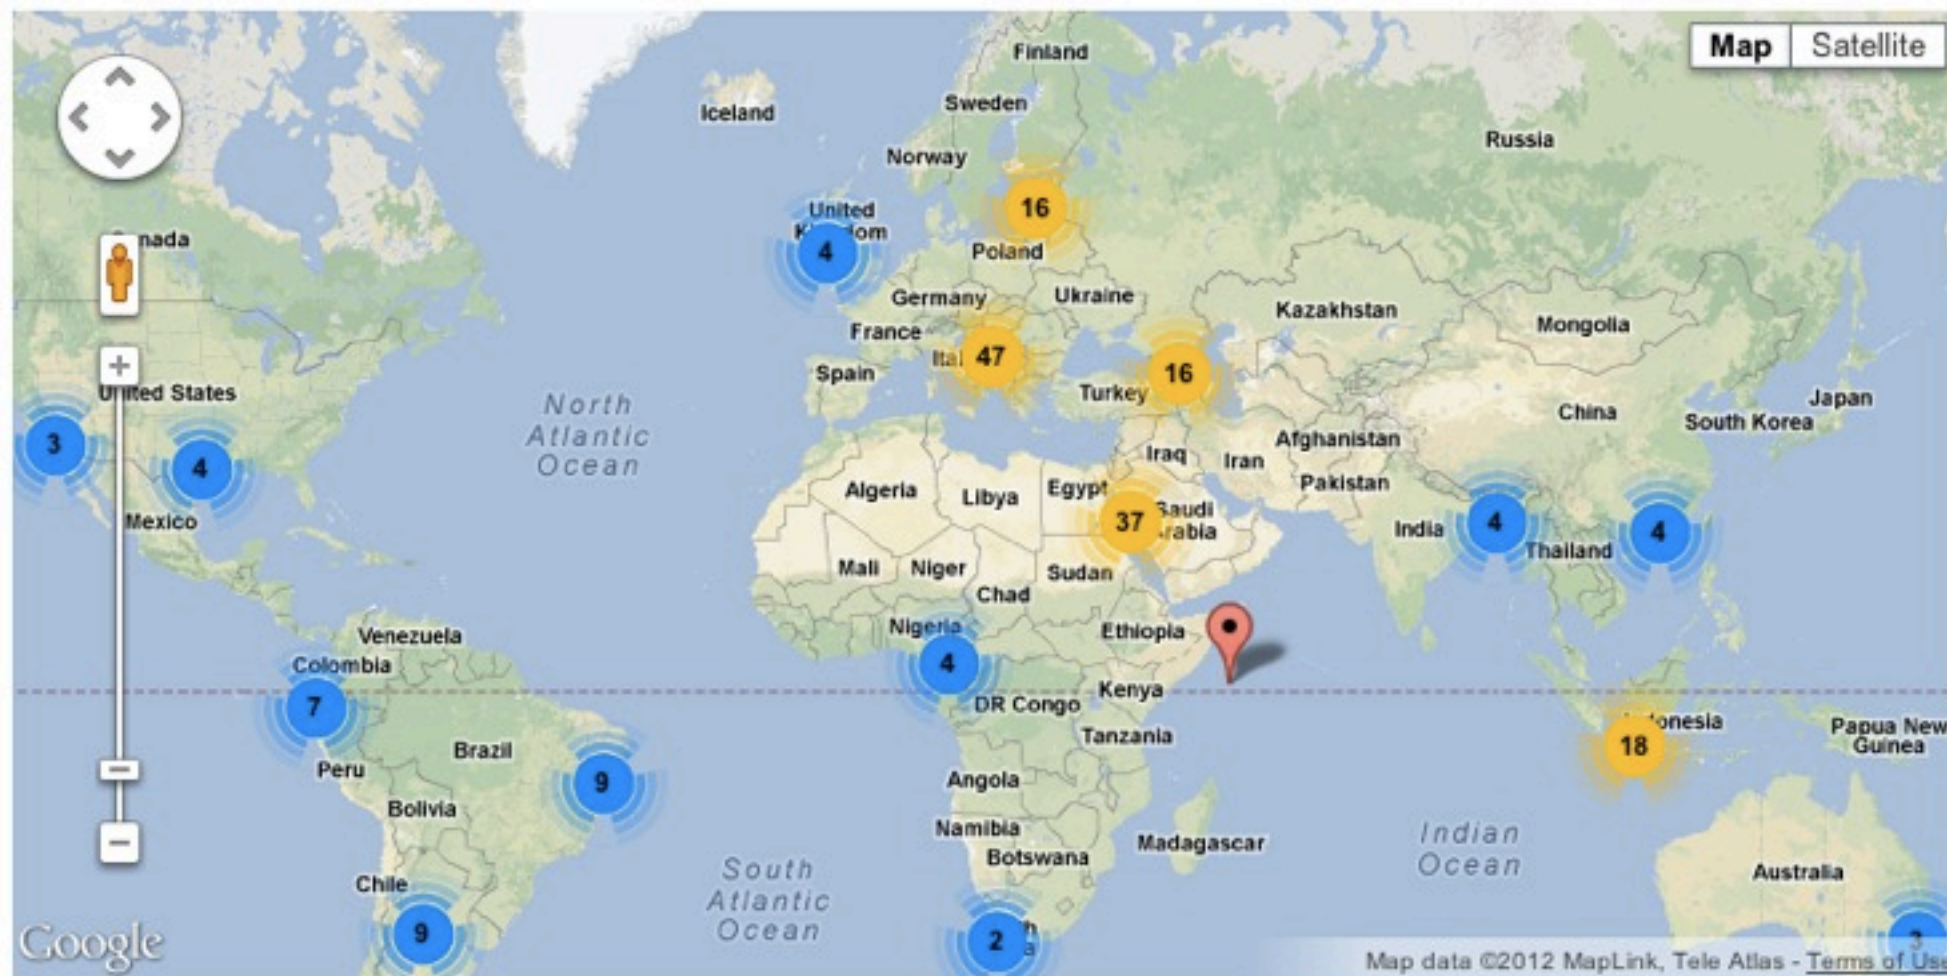 Map
Satellite
Finland
Sweden
Iceland
Russia
Norway
16
United
4
Poland
Germany
Ukraine
Kazakhstan
Mongolia
France
47
Spain
Turkey
16
United States
North
Atlantic
Ocean
China
Japan
South Korea
Afghanistan
3
4
Iraq
Iran
Pakistan
Algeria
Libya
Egypt
37
Mexico
India
4
Thailand
4
Mali
Niger
Sudan
Chad
Nigeria
Ethiopia
Venezuela
Colombia
4
Kenya
DR Congo
7
Tanzania
Brazil
18
Papua New
Guinea
Peru
9
Angola
Bolivia
Namibia
Madagascar
Botswana
Indian
Ocean
South
Atlantic
Ocean
Chile
Australia
9
2
3
Google
Map data ©2012 MapLink, Tele Atlas - Terms of Use